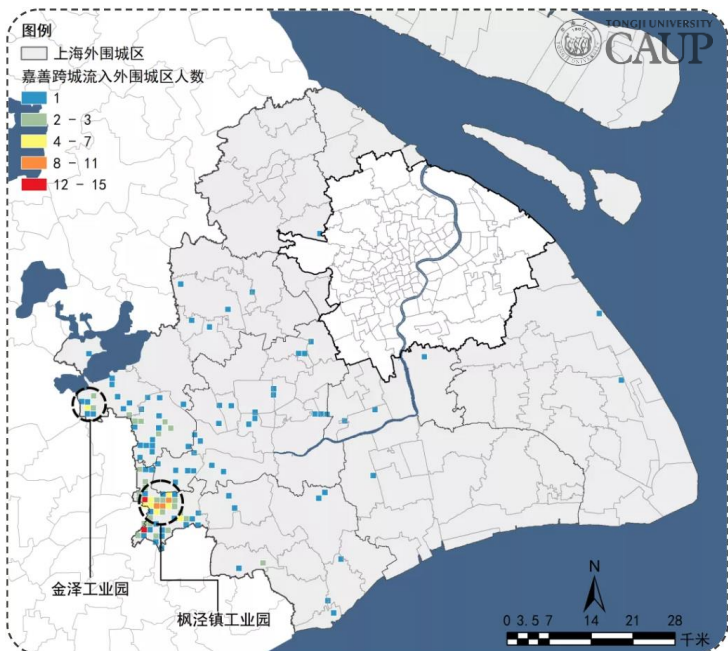 图例
上海外围城区
嘉善跨城流入外围城区人数
1
2 - 3
4 - 7
8 - 11
12 - 15
TONGJI UNIVERSITY
CAUP
金泽工业园
枫泾镇工业园
N
0 3.5 7 14 21 28
千米